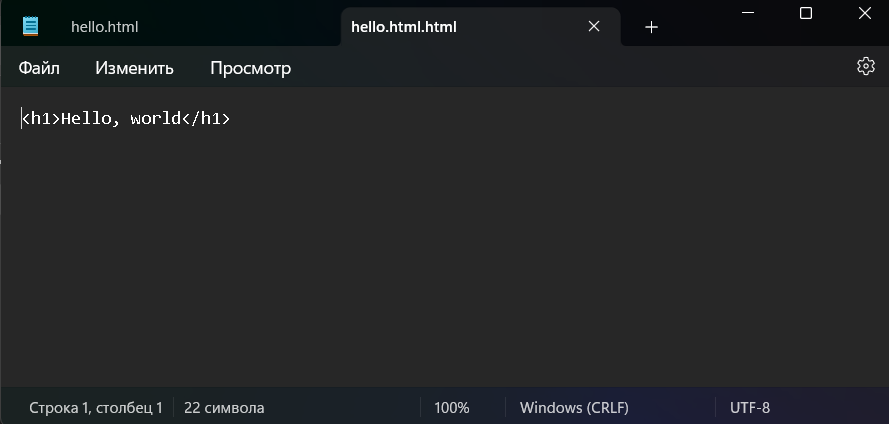 hello.html hello.html.html
Файл Изменить Просмотр
<h1>Hello, world</h1>
Строка 1, столбец 1 22 символа 100% Windows (CRLF) UTF-8